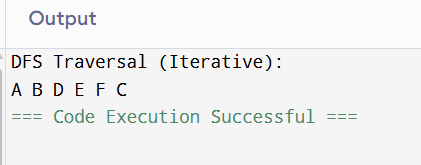 Output
DFS Traversal (Iterative):
A B D E F C
=== Code Execution Successful ===